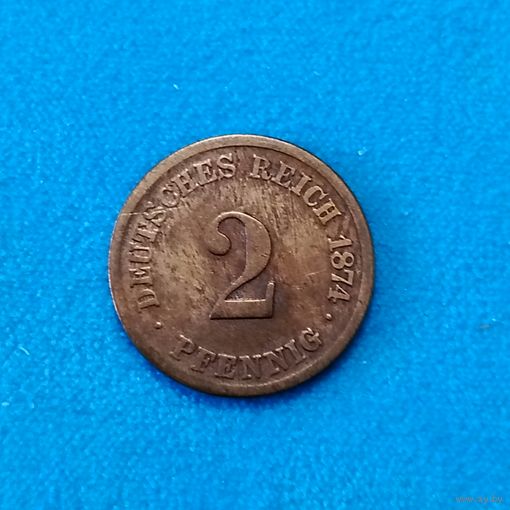 DEUTSCHES REICH 1874
2
· PFENNIG ·